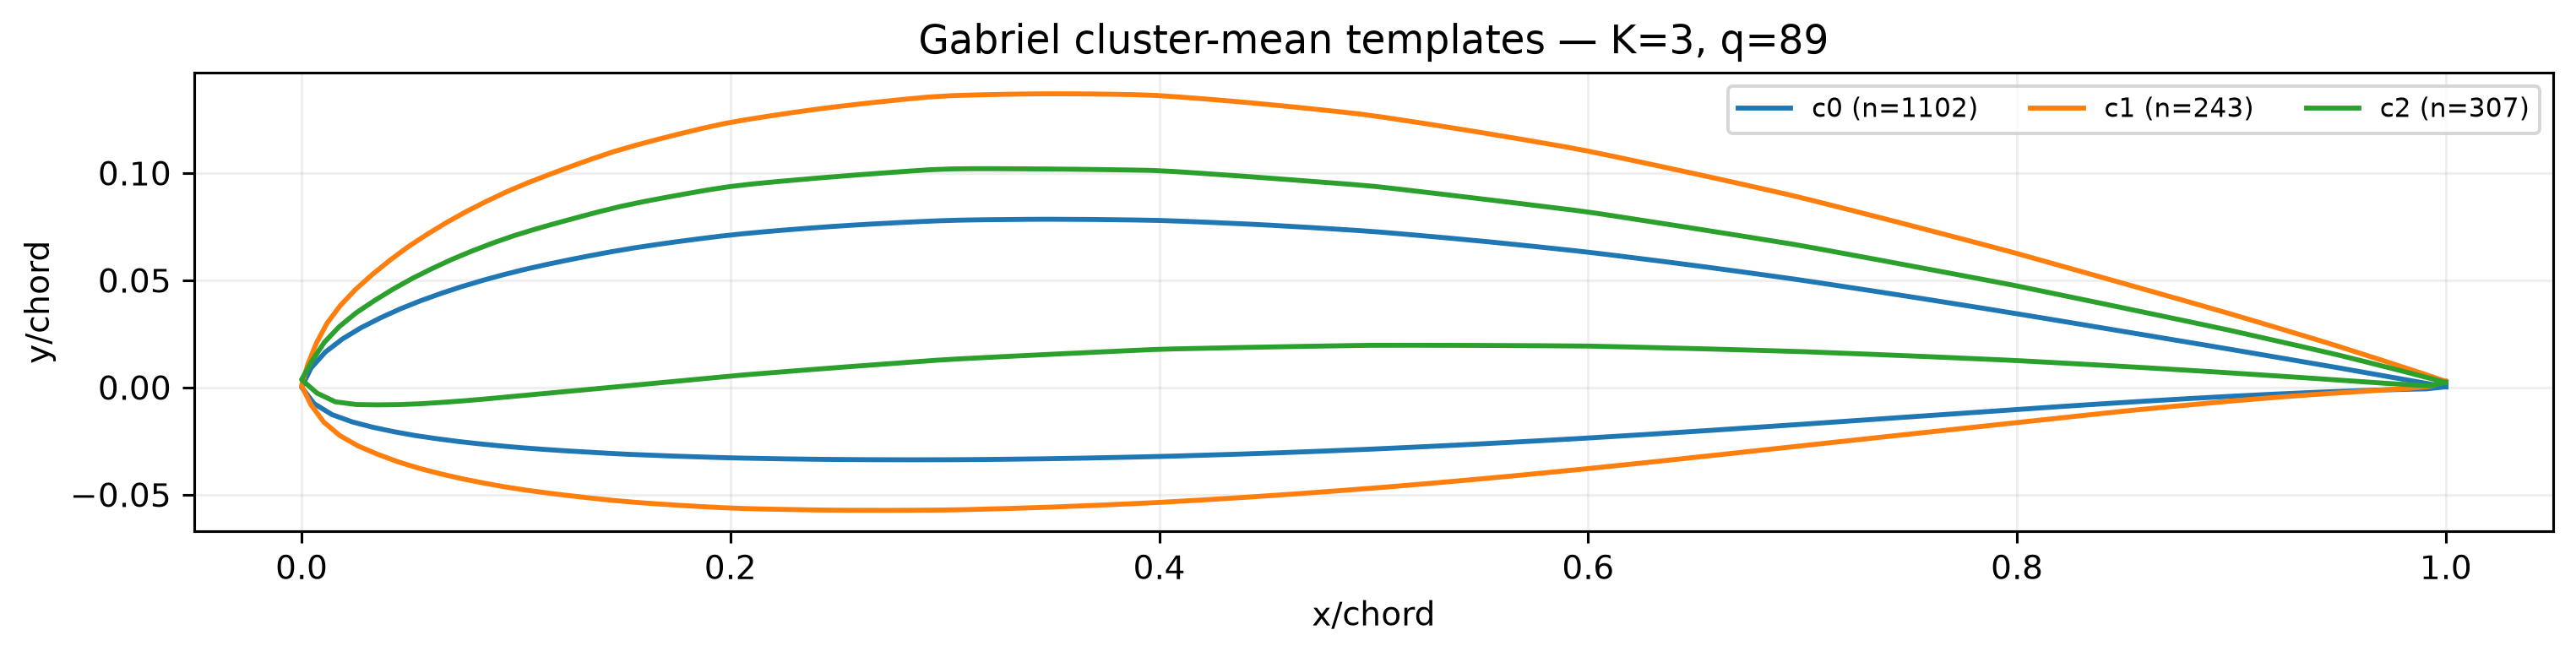 Gabriel cluster-mean templates — K=3, q=89
c0 (n=1102) c1 (n=243) c2 (n=307)
y/chord
0.10
0.05
0.00
−0.05
0.0 0.2 0.4 0.6 0.8 1.0
x/chord